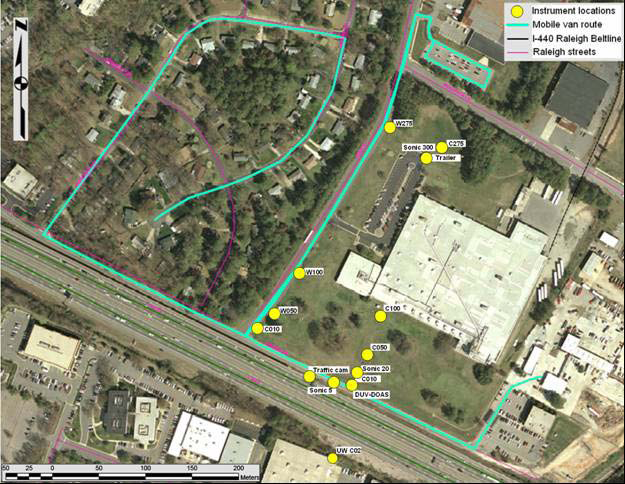 Instrument locations
Mobile van route
I-440 Raleigh Beltline
Raleigh streets
W275
C275
Sonic 300
Trailer
W100
W050
C010
C100
C050
Traffic cam
Sonic 20
C010
Sonic 5
DUV-DOAS
UW C02
50 25 0 50 100 150 200
Meters